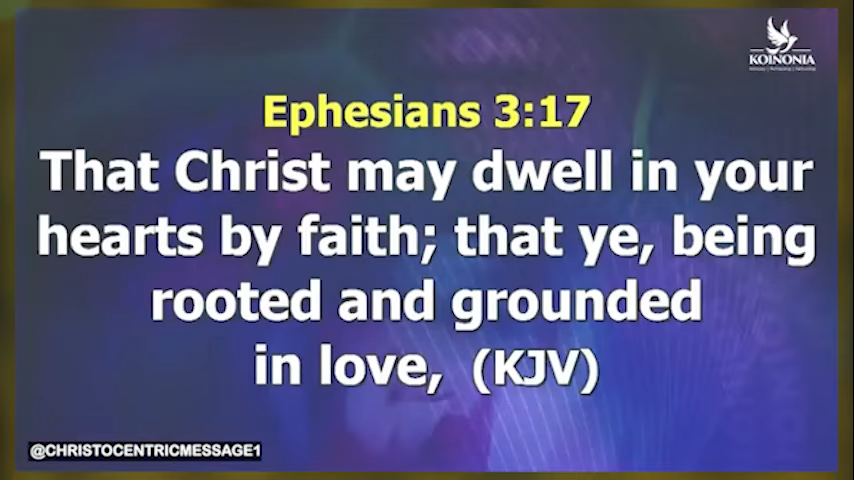 KOINONIA
Ephesians 3:17
That Christ may dwell in your
hearts by faith; that ye, being
rooted and grounded
in love, (KJV)
@CHRISTOCENTRICMESSAGE1